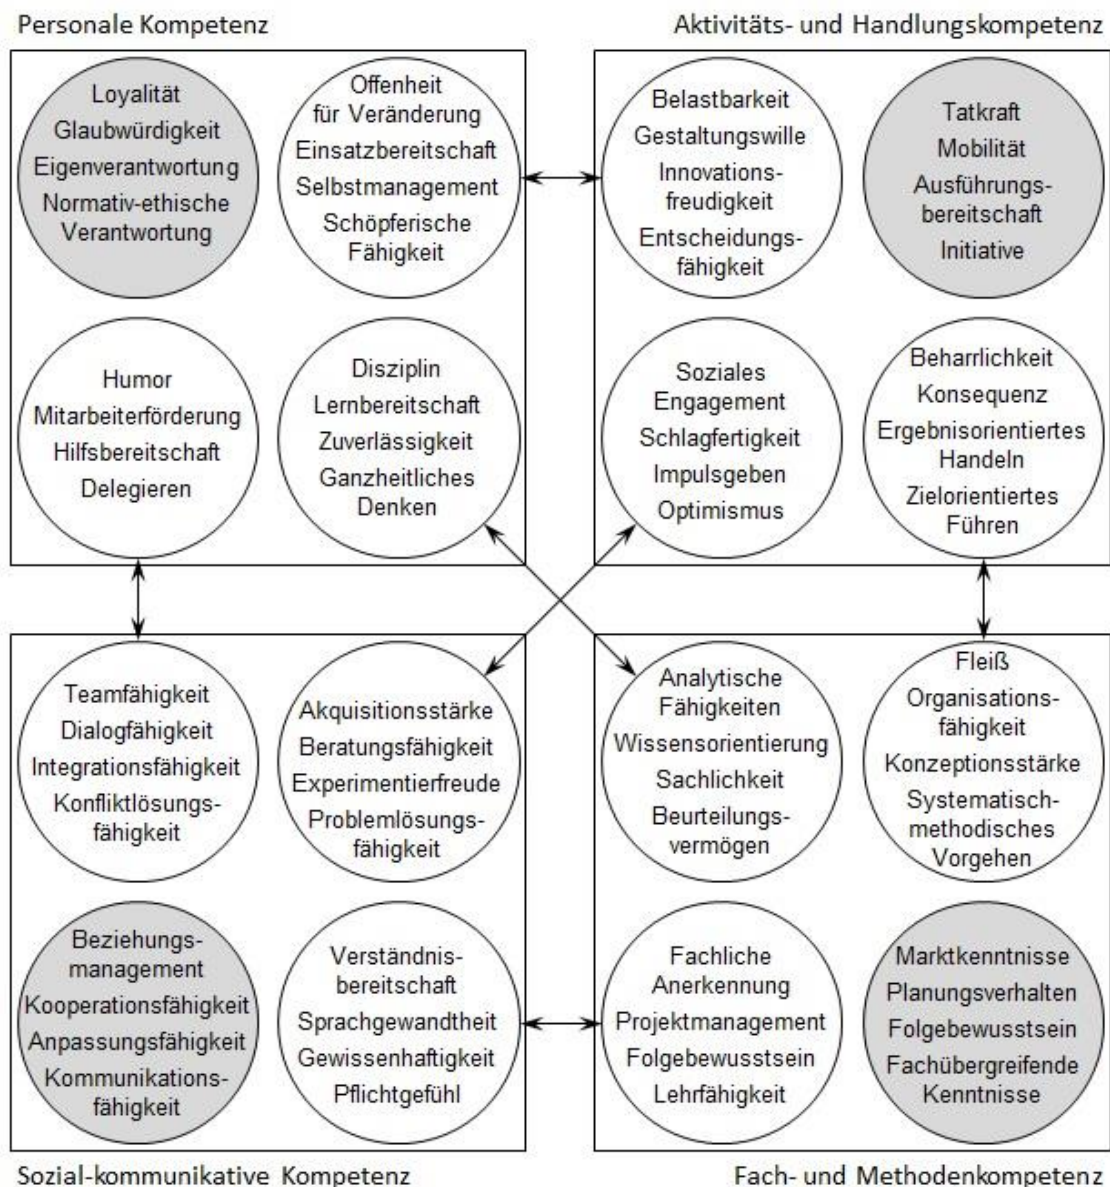 Personale Kompetenz
Aktivitäts- und Handlungskompetenz
Loyalität
Glaubwürdigkeit
Eigenverantwortung
Normativ-ethische
Verantwortung
Offenheit
für Veränderung
Einsatzbereitschaft
Selbstmanagement
Schöpferische
Fähigkeit
Belastbarkeit
Gestaltungswille
Innovations-
freudigkeit
Entscheidungs-
fähigkeit
Tatkraft
Mobilität
Ausführungs-
bereitschaft
Initiative
Humor
Mitarbeiterförderung
Hilfsbereitschaft
Delegieren
Disziplin
Lernbereitschaft
Zuverlässigkeit
Ganzheitliches
Denken
Soziales
Engagement
Schlagfertigkeit
Impulsgeben
Optimismus
Beharrlichkeit
Konsequenz
Ergebnisorientiertes
Handeln
Zielorientiertes
Führen
Teamfähigkeit
Dialogfähigkeit
Integrationsfähigkeit
Konfliktlösungs-
fähigkeit
Akquisitionsstärke
Beratungsfähigkeit
Experimentierfreude
Problemlösungs-
fähigkeit
Analytische
Fähigkeiten
Wissensorientierung
Sachlichkeit
Beurteilungs-
vermögen
Fleiß
Organisations-
fähigkeit
Konzeptionsstärke
Systematisch-
methodisches
Vorgehen
Beziehungs-
management
Kooperationsfähigkeit
Anpassungsfähigkeit
Kommunikations-
fähigkeit
Verständnis-
bereitschaft
Sprachgewandtheit
Gewissenhaftigkeit
Pflichtgefühl
Fachliche
Anerkennung
Projektmanagement
Folgebewusstsein
Lehrfähigkeit
Marktkenntnisse
Planungsverhalten
Folgebewusstsein
Fachübergreifende
Kenntnisse
Sozial-kommunikative Kompetenz
Fach- und Methodenkompetenz